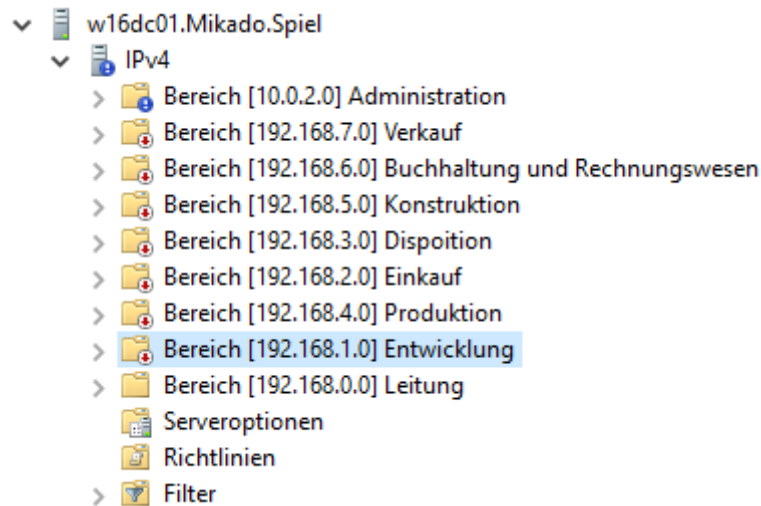 w16dc01.Mikado.Spiel
IPv4
Bereich [10.0.2.0] Administration
Bereich [192.168.7.0] Verkauf
Bereich [192.168.6.0] Buchhaltung und Rechnungswesen
Bereich [192.168.5.0] Konstruktion
Bereich [192.168.3.0] Dispoition
Bereich [192.168.2.0] Einkauf
Bereich [192.168.4.0] Produktion
Bereich [192.168.1.0] Entwicklung
Bereich [192.168.0.0] Leitung
Serveroptionen
Richtlinien
Filter